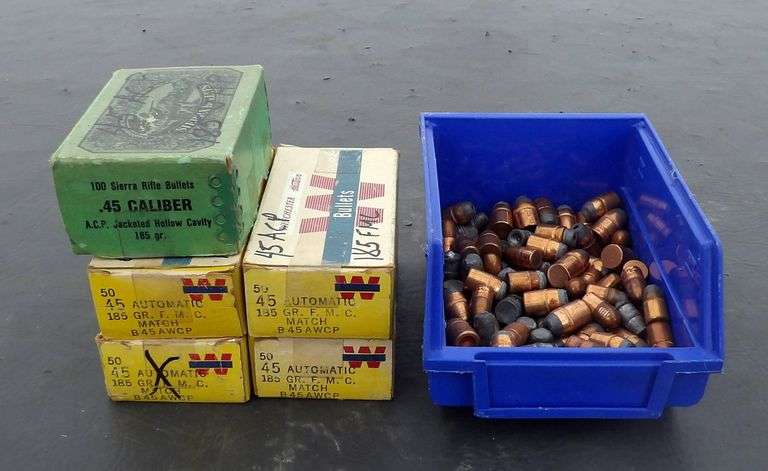 100 Sierra Rifle Bullets
.45 CALIBER
A.C.P. Jacketed Hollow Cavity
185 gr.
45 ACP
W
Bullets
185 FMC
50 W
45 AUTOMATIC
185 GR. F. M. C.
MATCH
B45AWCP
50 W
45 AUTOMATIC
185 GR. F. M. C.
MATCH
B45AWCP
50 W
45 AUTOMATIC
185 GR. F. M. C.
MATCH
B45AWCP
X
50 W
45 AUTOMATIC
185 GR. F. M. C.
MATCH
B45AWCP